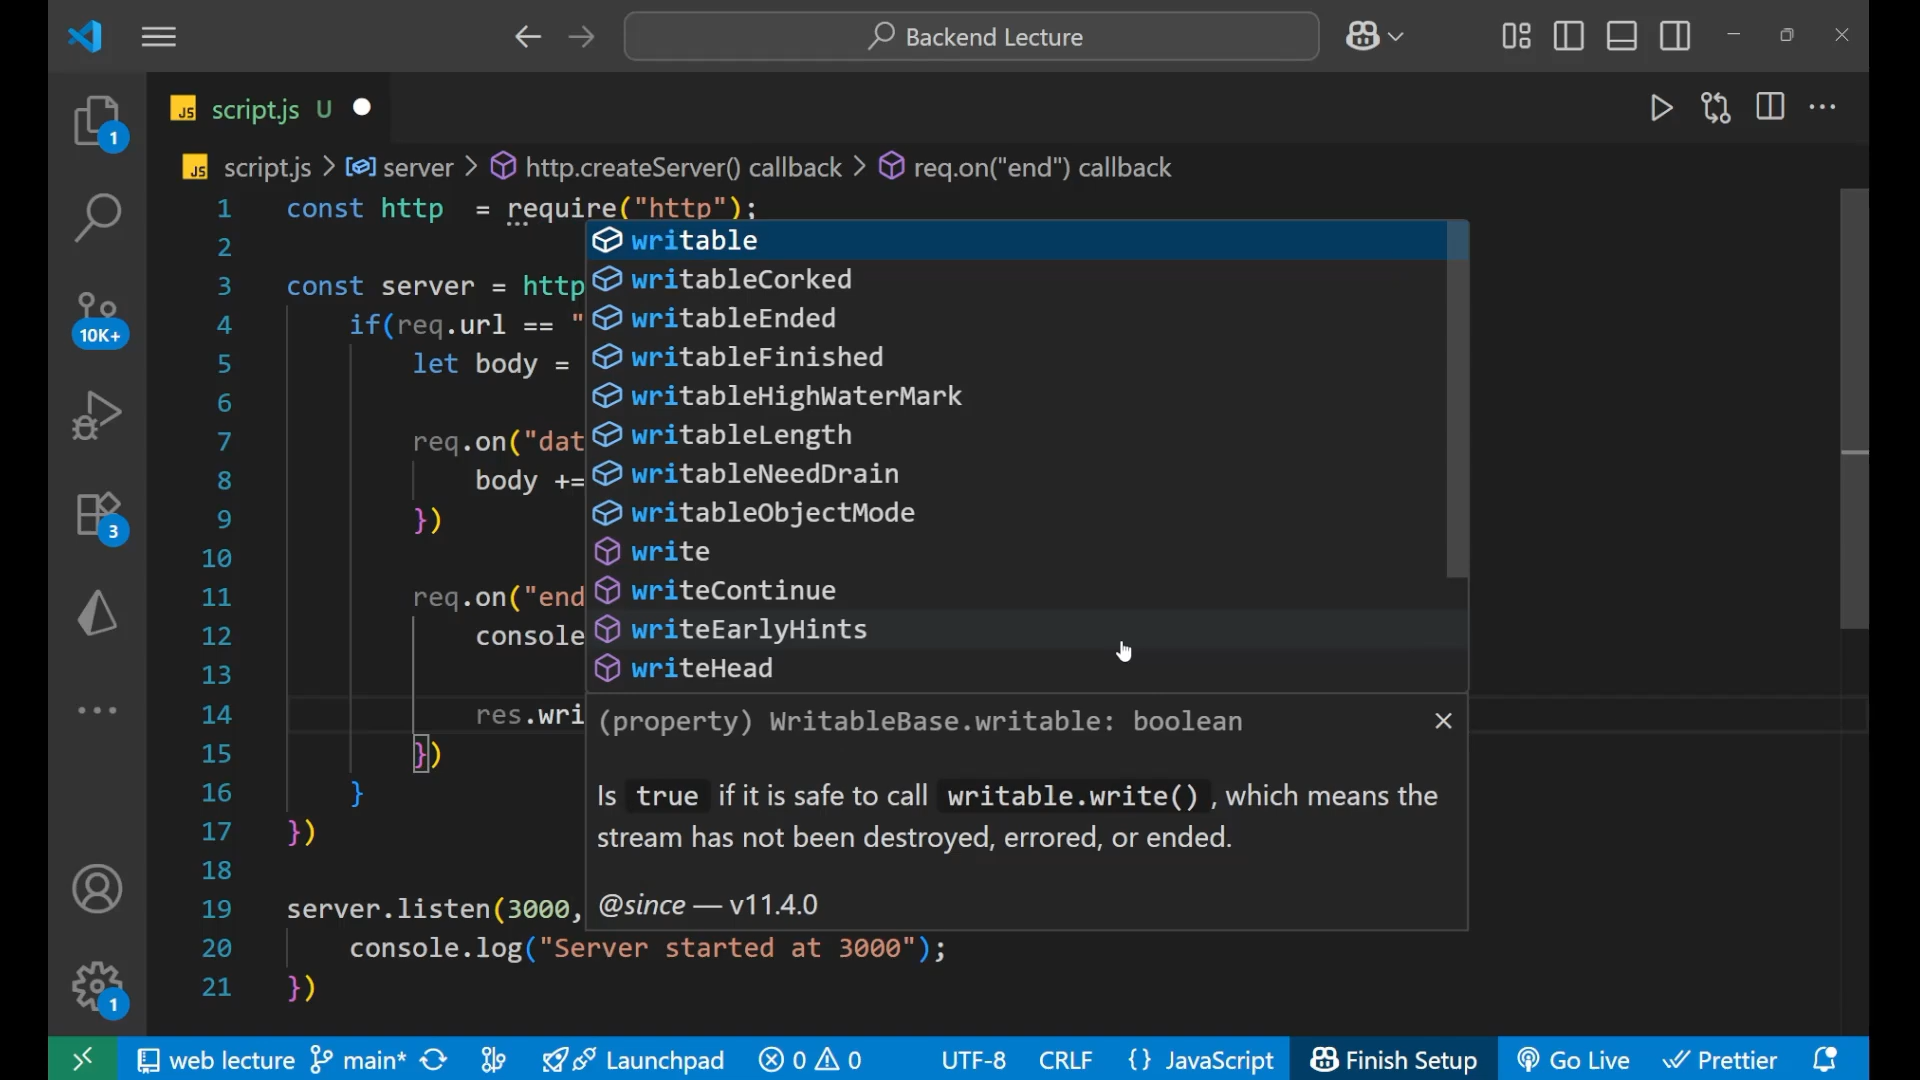 Backend Lecture
JS script.js U
JS script.js > server > http.createServer() callback > req.on("end") callback
1 const http = require("http");
2
3 const server = http
4 if(req.url == "
5 let body =
6
7 req.on("dat
8 body +=
9 })
10
11 req.on("end
12 console
13
14 res.wri
15 })
16 }
17 })
18
19 server.listen(3000,
20 console.log("Server started at 3000");
21 })
writable
writableCorked
writableEnded
writableFinished
writableHighWaterMark
writableLength
writableNeedDrain
writableObjectMode
write
writeContinue
writeEarlyHints
writeHead
(property) WritableBase.writable: boolean
Is true if it is safe to call writable.write() , which means the
stream has not been destroyed, errored, or ended.
@since — v11.4.0
1
10K+
3
1
web lecture main* Launchpad 0 0 UTF-8 CRLF {} JavaScript Finish Setup Go Live Prettier